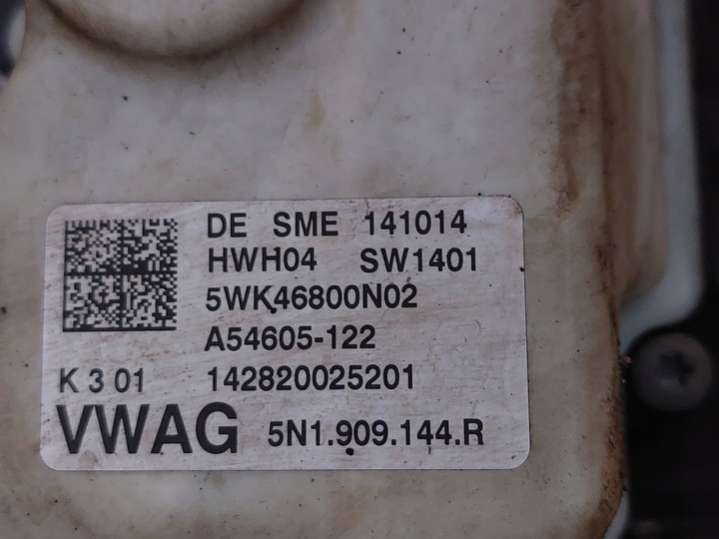 DE SME 141014
HWH04 SW1401
5WK46800N02
A54605-122
K 3 01 142820025201
VWAG 5N1.909.144.R